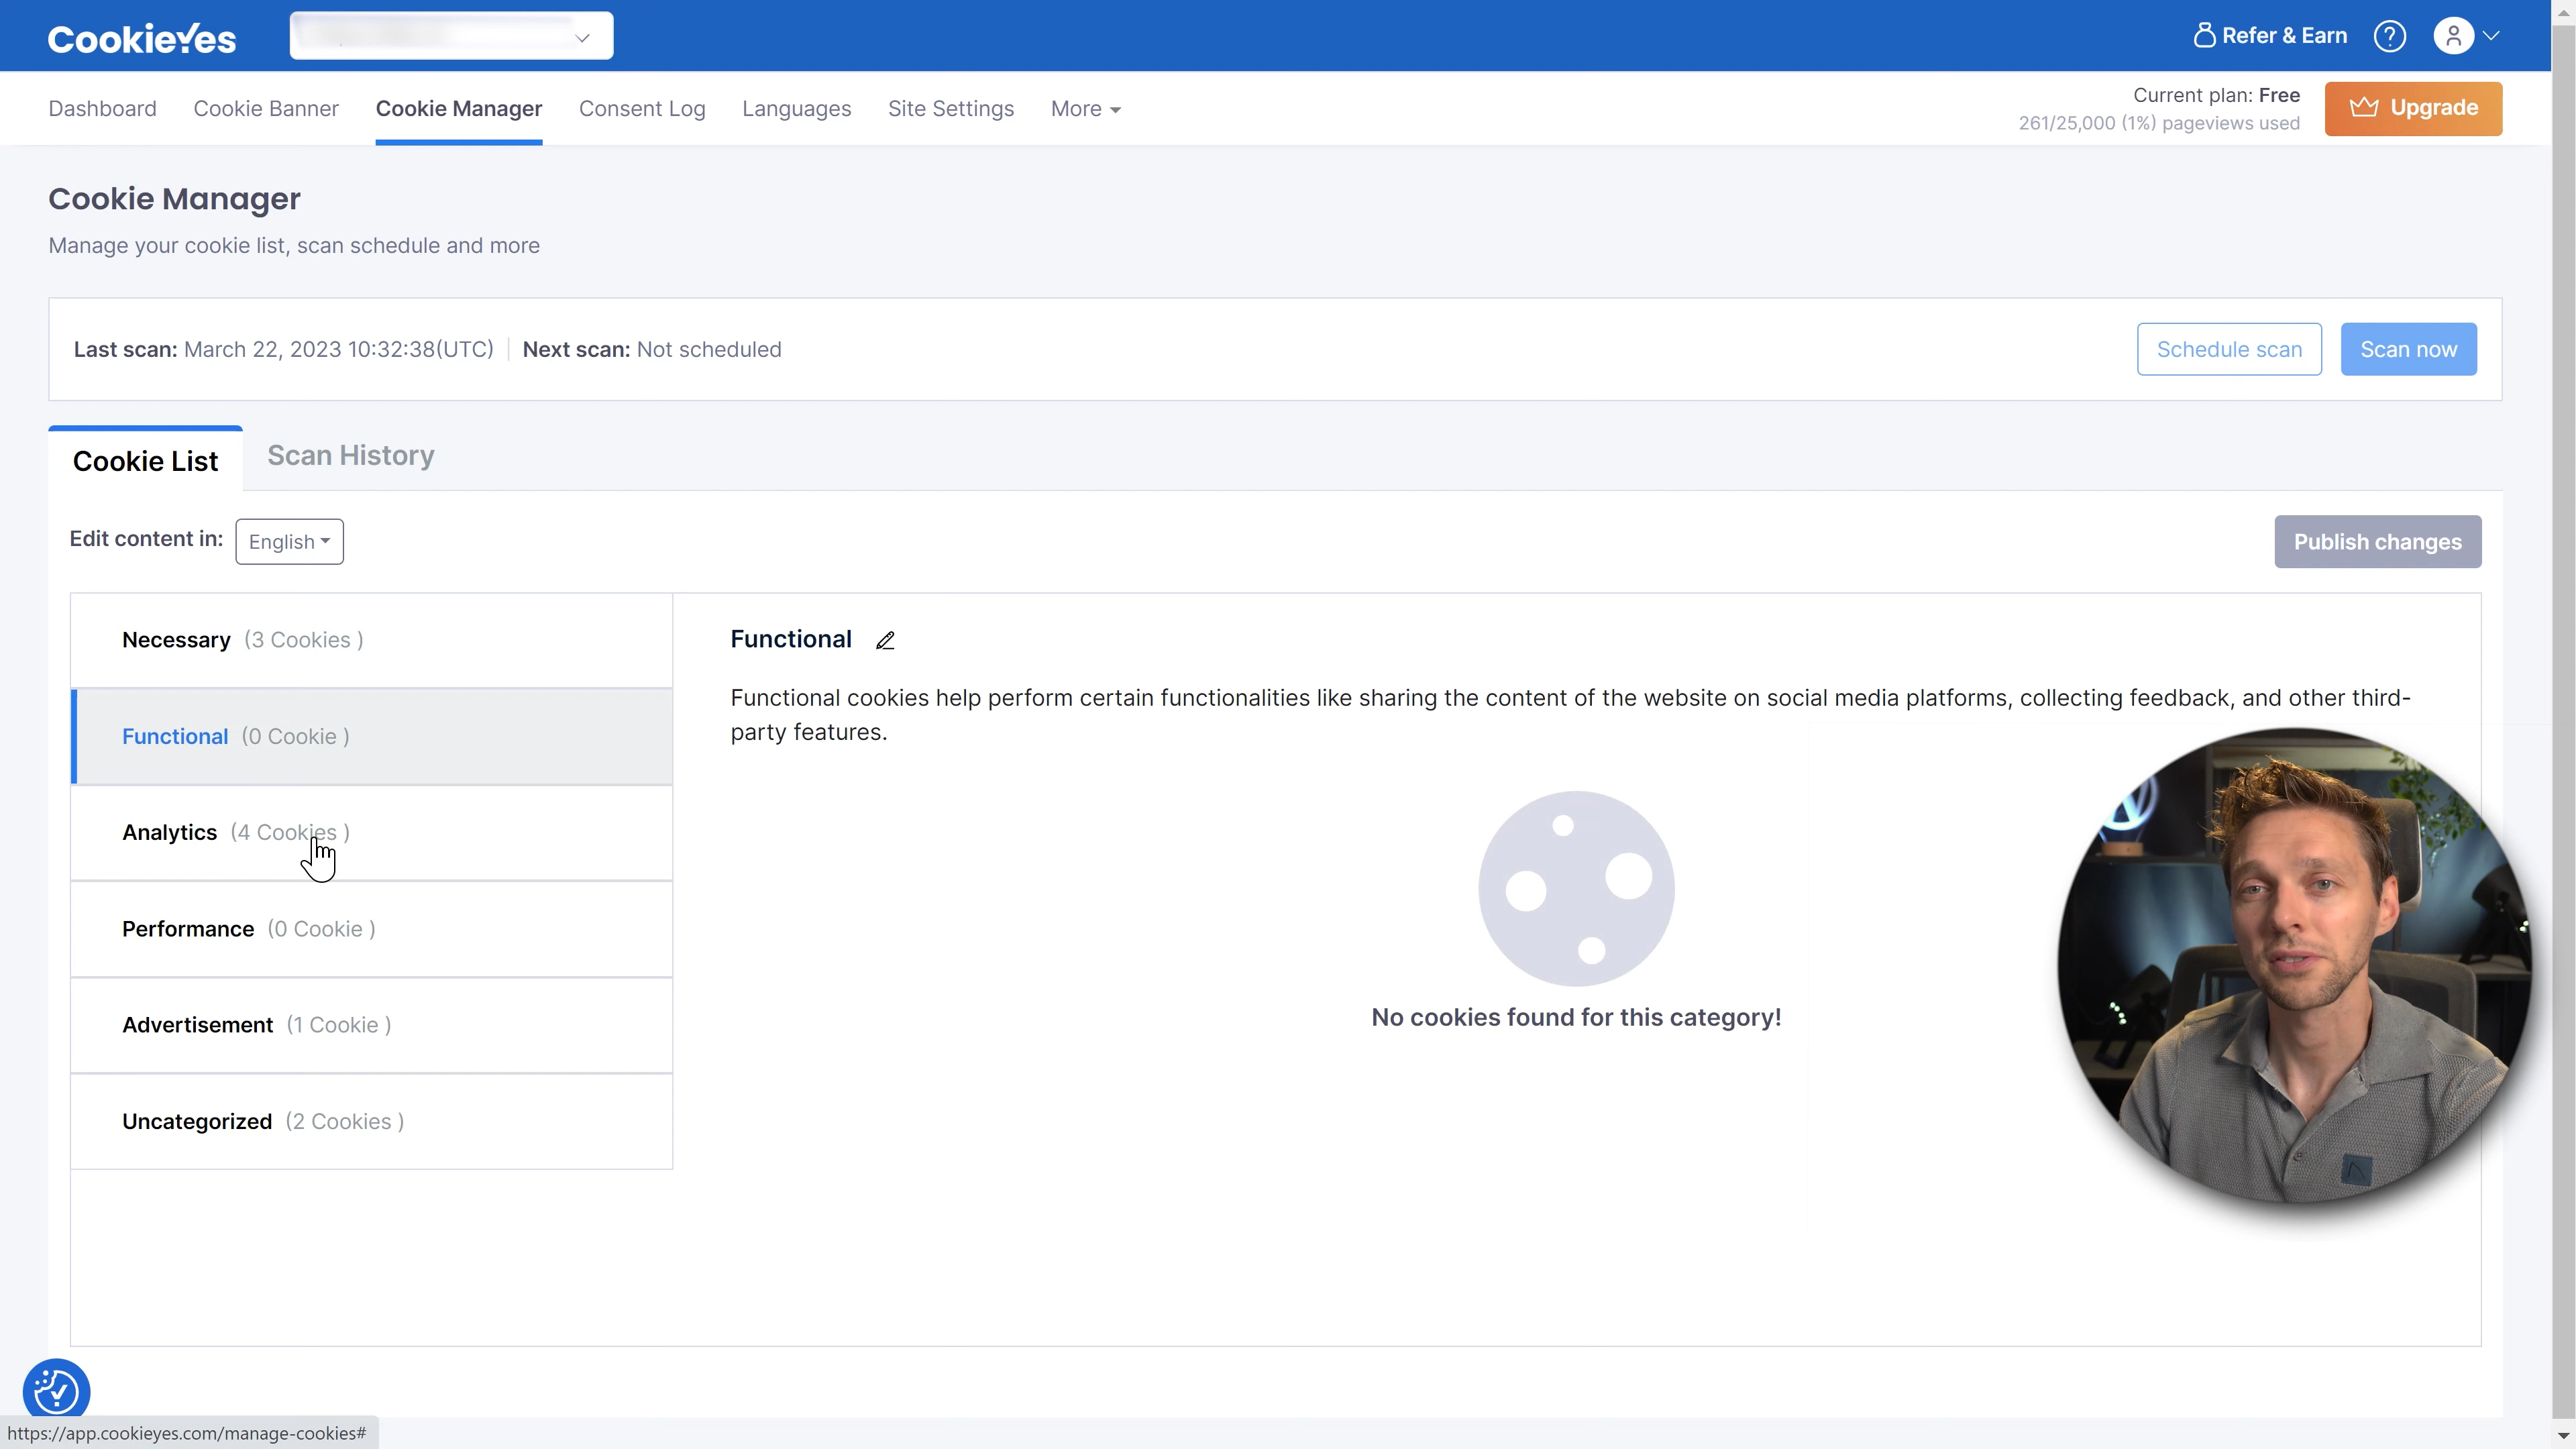 CookieYes
Refer & Earn
Dashboard
Cookie Banner
Cookie Manager
Consent Log
Languages
Site Settings
More
Current plan: Free
261/25,000 (1%) pageviews used
Upgrade
Cookie Manager
Manage your cookie list, scan schedule and more
Last scan: March 22, 2023 10:32:38(UTC)
Next scan: Not scheduled
Schedule scan
Scan now
Cookie List
Scan History
Edit content in:
English
Publish changes
Necessary (3 Cookies )
Functional (0 Cookie )
Analytics (4 Cookies )
Performance (0 Cookie )
Advertisement (1 Cookie )
Uncategorized (2 Cookies )
Functional
Functional cookies help perform certain functionalities like sharing the content of the website on social media platforms, collecting feedback, and other third-
party features.
No cookies found for this category!
https://app.cookieyes.com/manage-cookies#